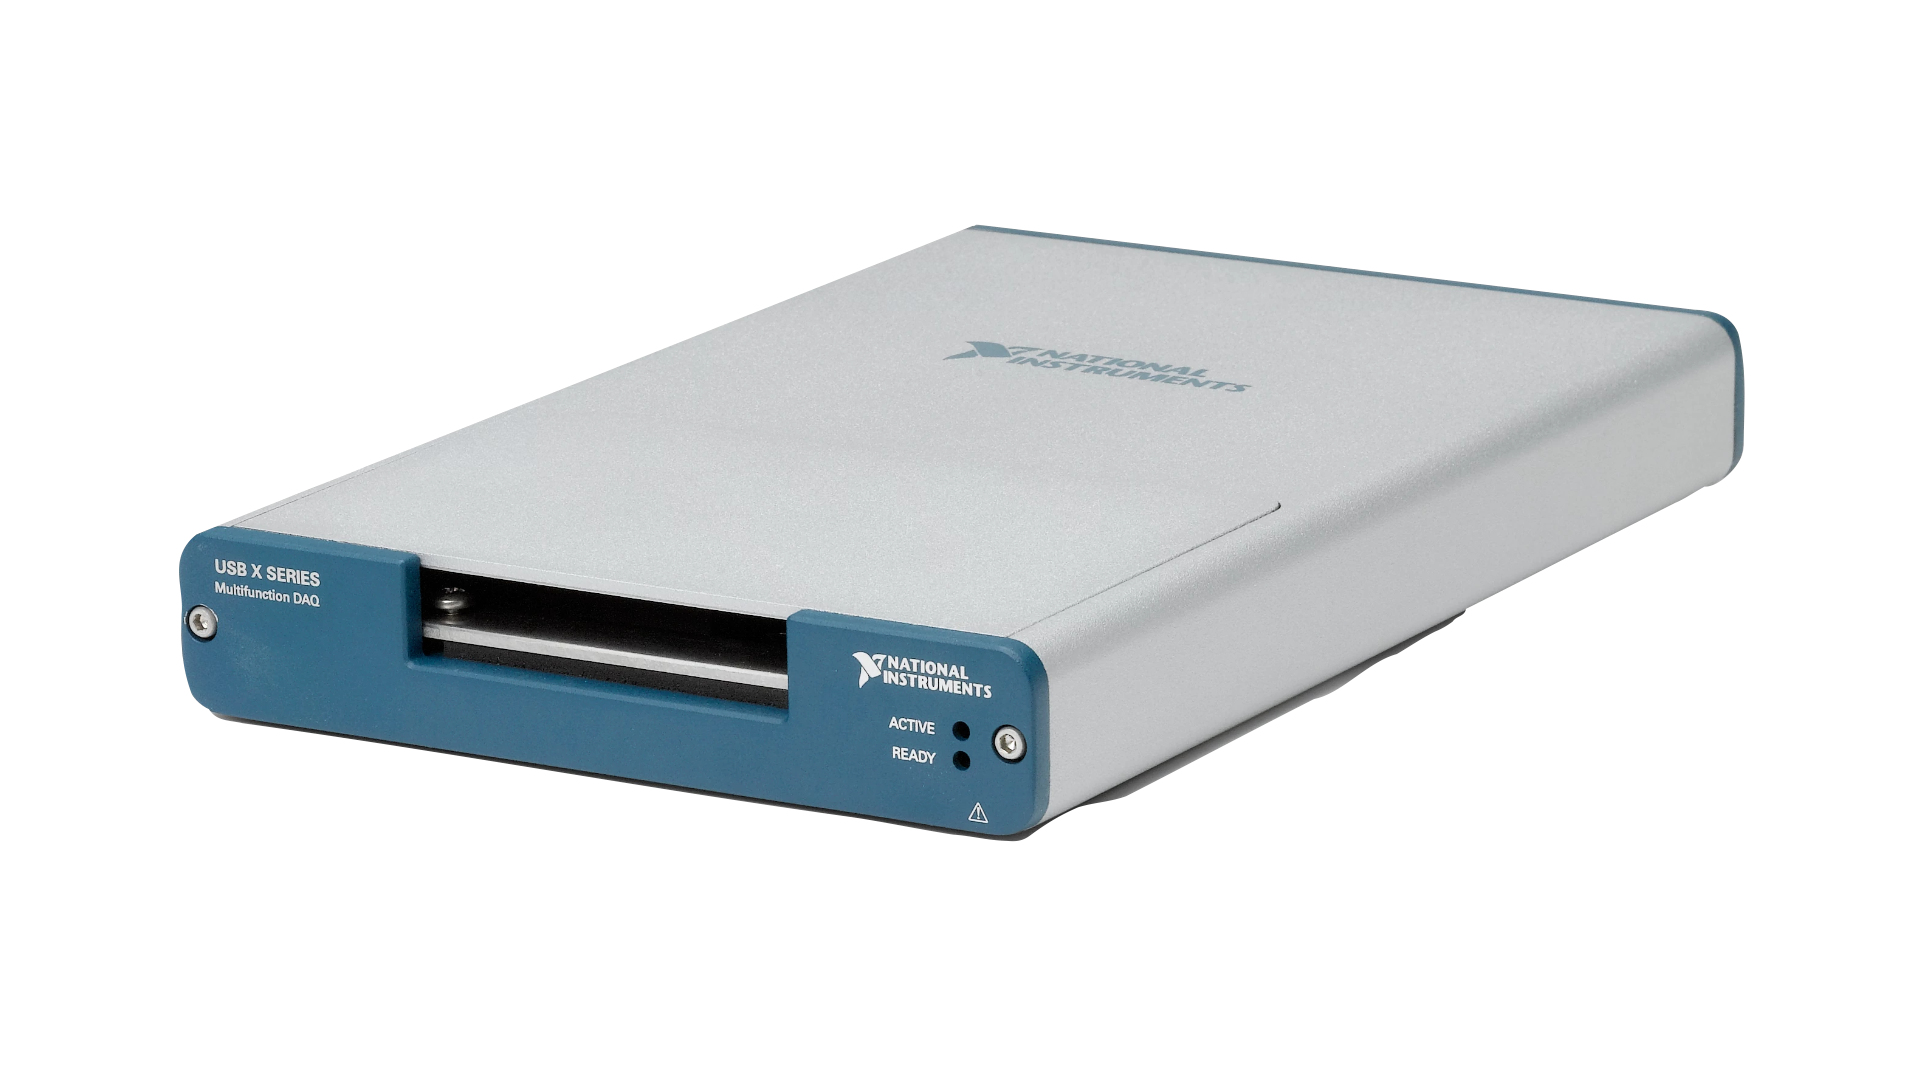 NATIONAL
INSTRUMENTS
USB X SERIES
Multifunction DAQ
NATIONAL
INSTRUMENTS
ACTIVE
READY